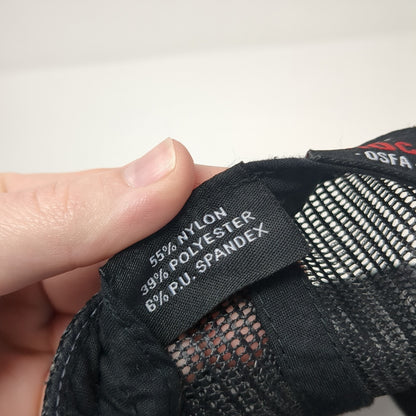 55% NYLON
39% POLYESTER
6% P.U. SPANDEX
OSFA